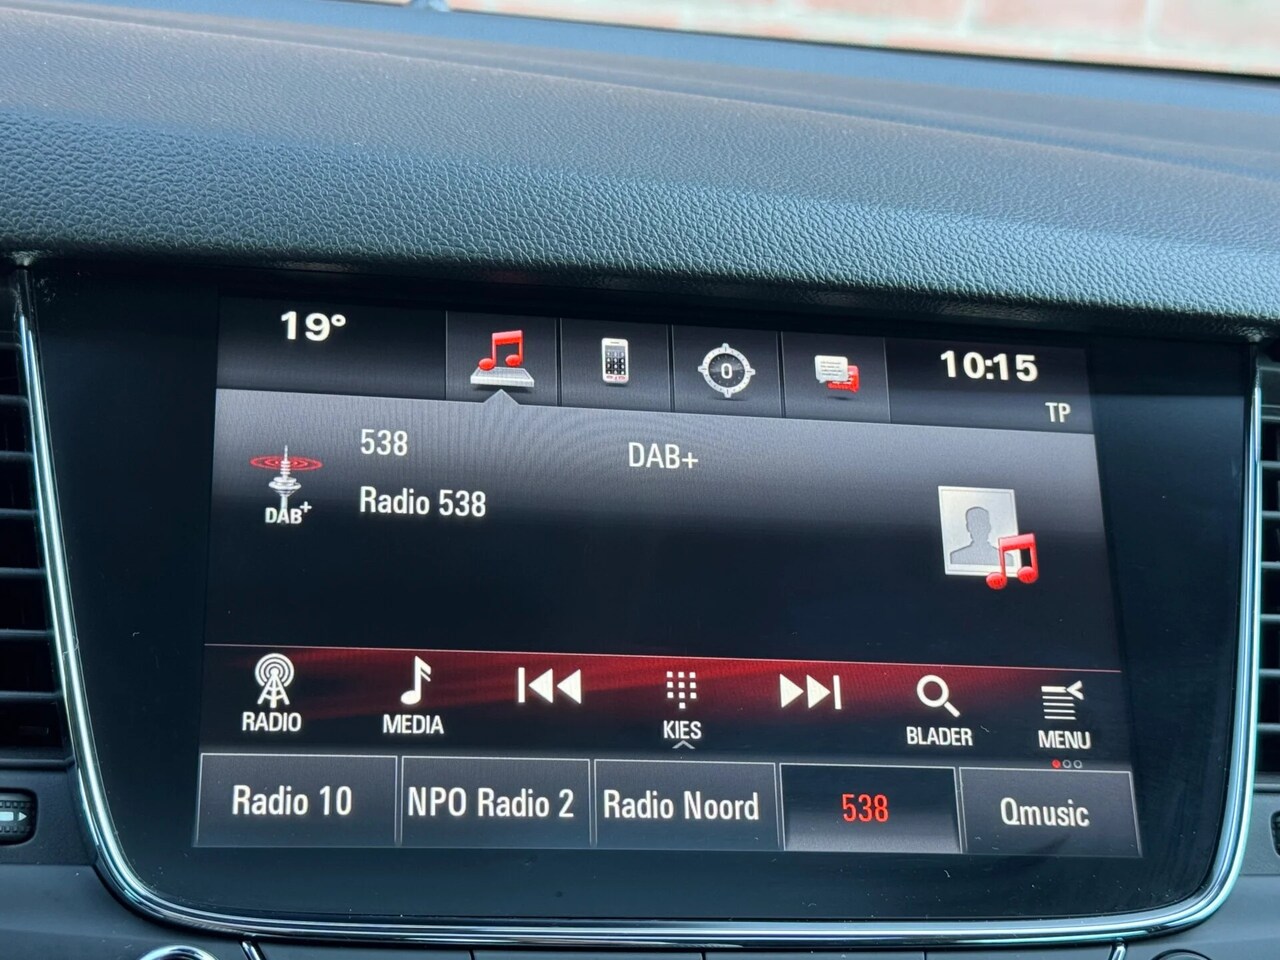 19°
10:15
0
TP
538
DAB+
Radio 538
DAB+
RADIO
MEDIA
KIES
BLADER
MENU
Radio 10
NPO Radio 2
Radio Noord
538
Qmusic